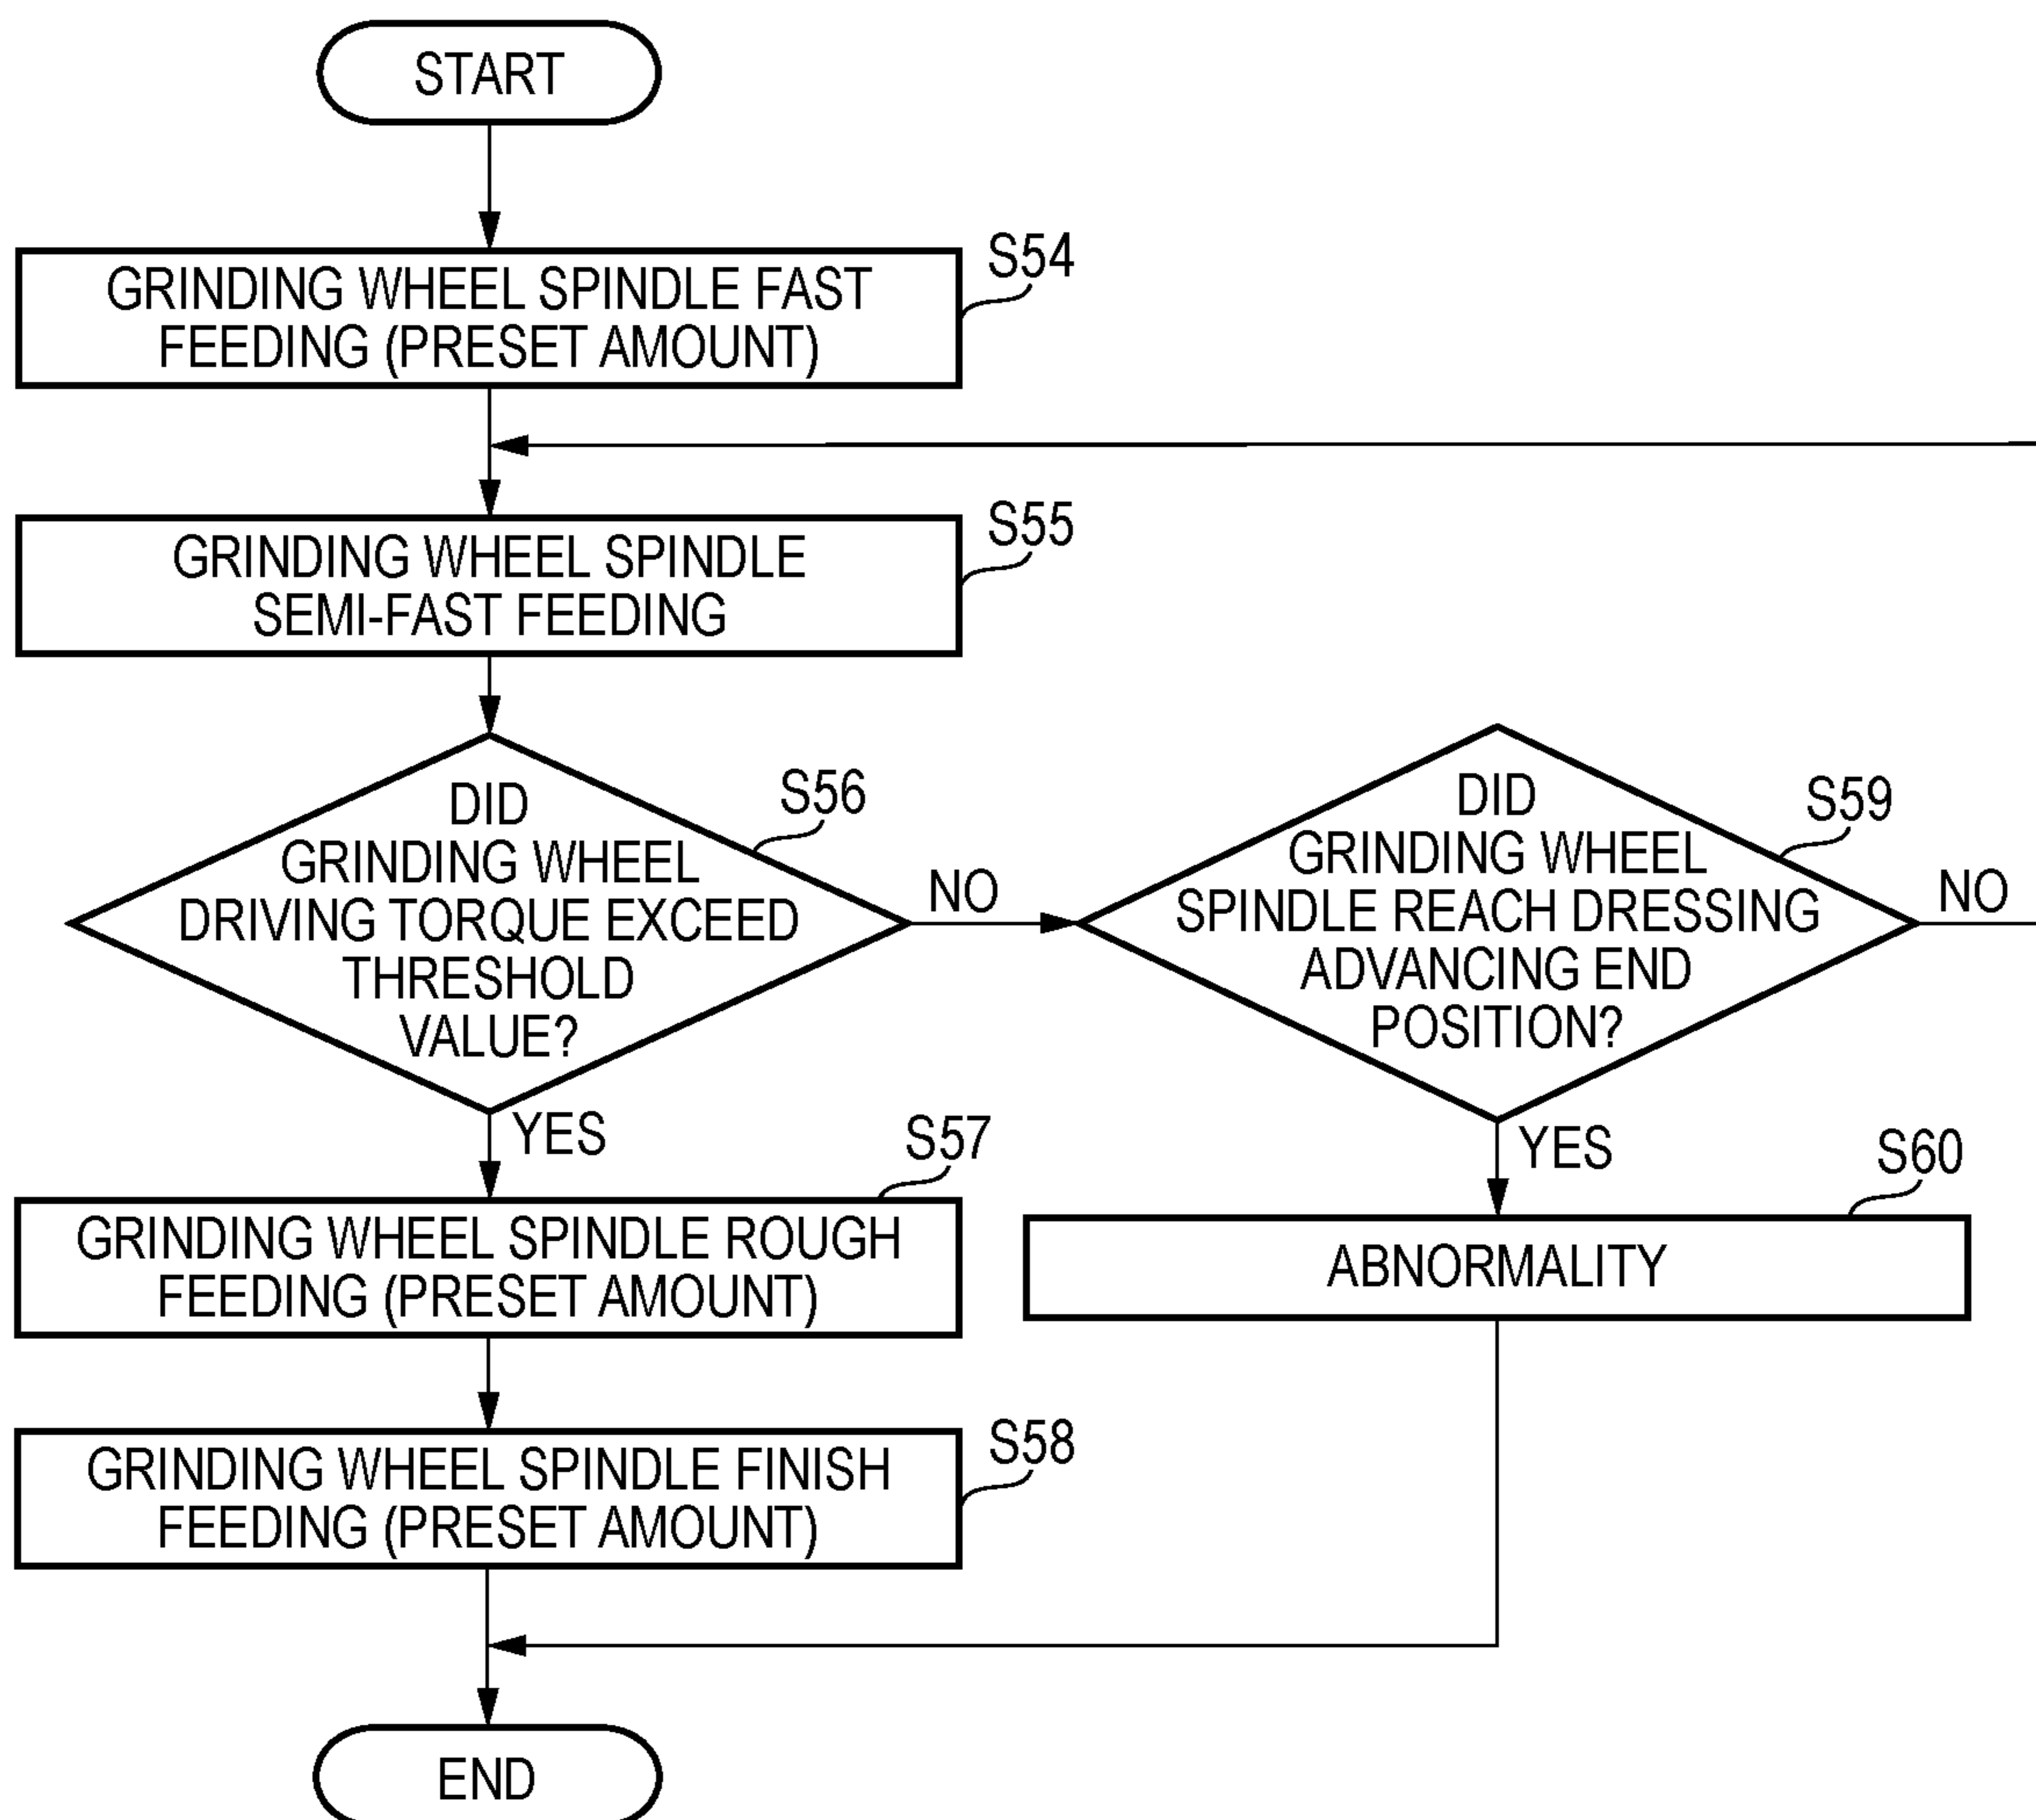 START
S54
GRINDING WHEEL SPINDLE FAST
FEEDING (PRESET AMOUNT)
S55
GRINDING WHEEL SPINDLE
SEMI-FAST FEEDING
S56
DID
GRINDING WHEEL
DRIVING TORQUE EXCEED
THRESHOLD
VALUE?
NO
YES
S59
DID
GRINDING WHEEL
SPINDLE REACH DRESSING
ADVANCING END
POSITION?
NO
YES
S57
GRINDING WHEEL SPINDLE ROUGH
FEEDING (PRESET AMOUNT)
S60
ABNORMALITY
S58
GRINDING WHEEL SPINDLE FINISH
FEEDING (PRESET AMOUNT)
END